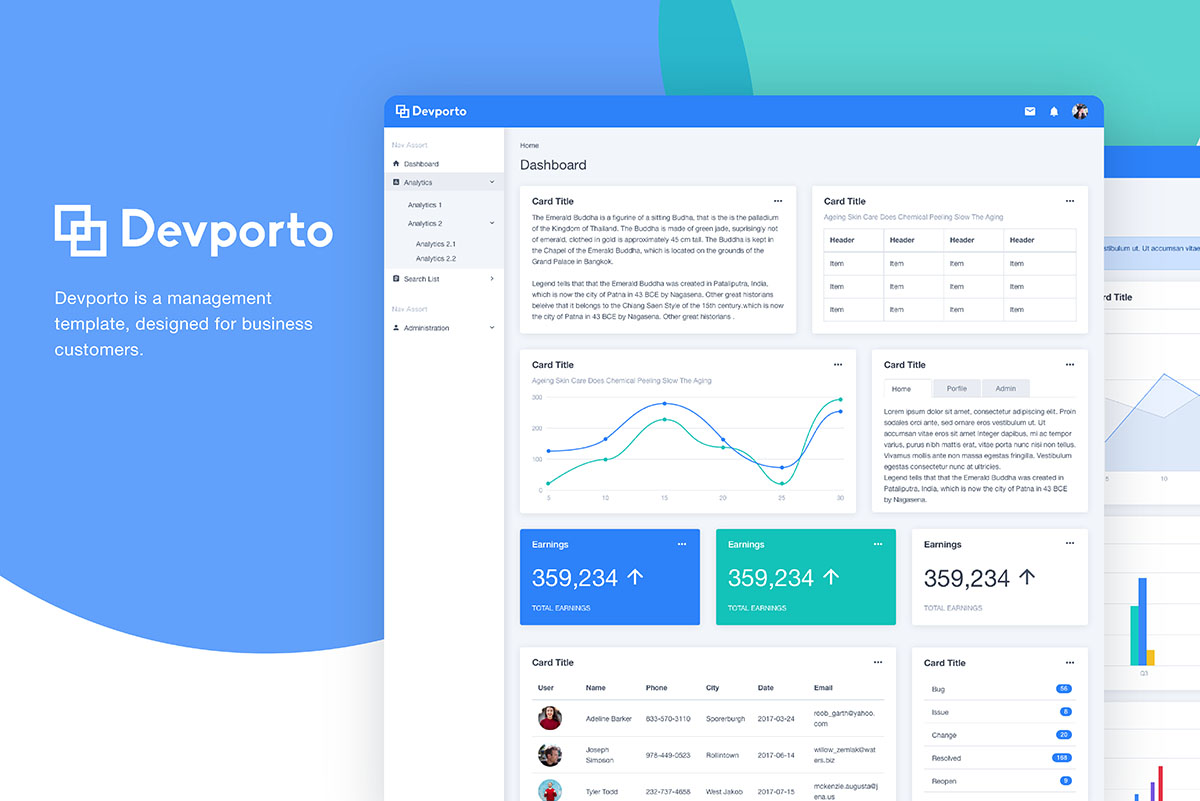 Devporto
Devporto is a management
template, designed for business
customers.
Devporto
Nav Assort
Dashboard
Analytics
Analytics 1
Analytics 2
Analytics 2.1
Analytics 2.2
Search List
Nav Assort
Administration
Home
Dashboard
Card Title
The Emerald Buddha is a figurine of a sitting Budha, that is the is the palladium
of the Kingdom of Thailand. The Buddha is made of green jade, suprisingly not
of emerald, clothed in gold is approximately 45 cm tall. The Buddha is kept in
the Chapel of the Emerald Buddha, which is located on the grounds of the
Grand Palace in Bangkok.
Legend tells that that the Emerald Buddha was created in Pataliputra, India,
which is now the city of Patna in 43 BCE by Nagasena. Other great historians
beleive that it belongs to the Chiang Saen Style of the 15th century.which is now
the city of Patna in 43 BCE by Nagasena. Other great historians .
Card Title
Ageing Skin Care Does Chemical Peeling Slow The Aging
Header Header Header Header
Item Item Item Item
Item Item Item Item
Item Item Item Item
Card Title
Ageing Skin Care Does Chemical Peeling Slow The Aging
300
200
100
0
5 10 15 20 25 30
Card Title
Home Porfile Admin
Lorem ipsum dolor sit amet, consectetur adipiscing elit. Proin
sodales orci ante, sed ornare eros vestibulum ut. Ut
accumsan vitae eros sit amet Integer dapibus, mi ac tempor
varius, purus nibh mattis erat, vitae porta nunc nisi non tellus.
Vivamus mollis ante non massa egestas fringilla. Vestibulum
egestas consectetur nunc at ultricies.
Legend tells that that the Emerald Buddha was created in
Pataliputra, India, which is now the city of Patna in 43 BCE
by Nagasena.
Earnings
359,234
TOTAL EARNINGS
Earnings
359,234
TOTAL EARNINGS
Earnings
359,234
TOTAL EARNINGS
Card Title
User Name Phone City Date Email
Adeline Barker 633-570-3110 Sporerburgh 2017-03-24 roob_garth@yahoo.
com
Joseph
Simpson 978-449-0523 Rollintown 2017-06-14 willow_zemlak@wat
ers.biz
Tyler Todd 232-737-4688 West Jakob 2017-07-15 mckenzie.augusta@j
ena.us
Card Title
Bug 56
Issue 8
Change 20
Resolved 168
Reopen 9
stibulum ut. Ut accumsan vitae
rd Title
5 10
Q3